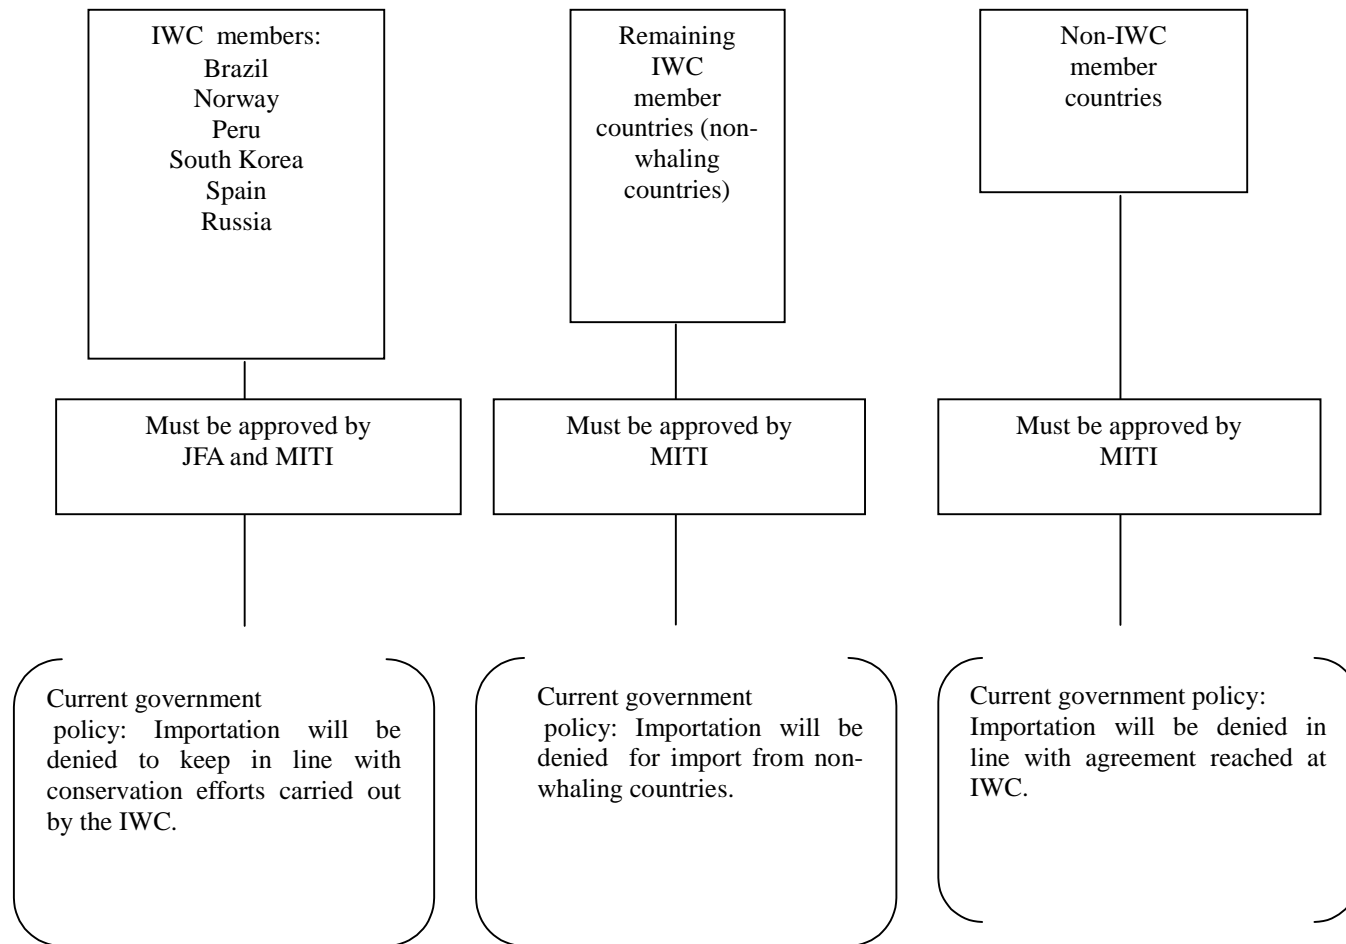 IWC members:
Brazil
Norway
Peru
South Korea
Spain
Russia
Remaining
IWC
member
countries (non-
whaling
countries)
Non-IWC
member
countries
Must be approved by
JFA and MITI
Must be approved by
MITI
Must be approved by
MITI
Current government
policy: Importation will be
denied to keep in line with
conservation efforts carried out
by the IWC.
Current government
policy: Importation will be
denied for import from non-
whaling countries.
Current government policy:
Importation will be denied in
line with agreement reached at
IWC.